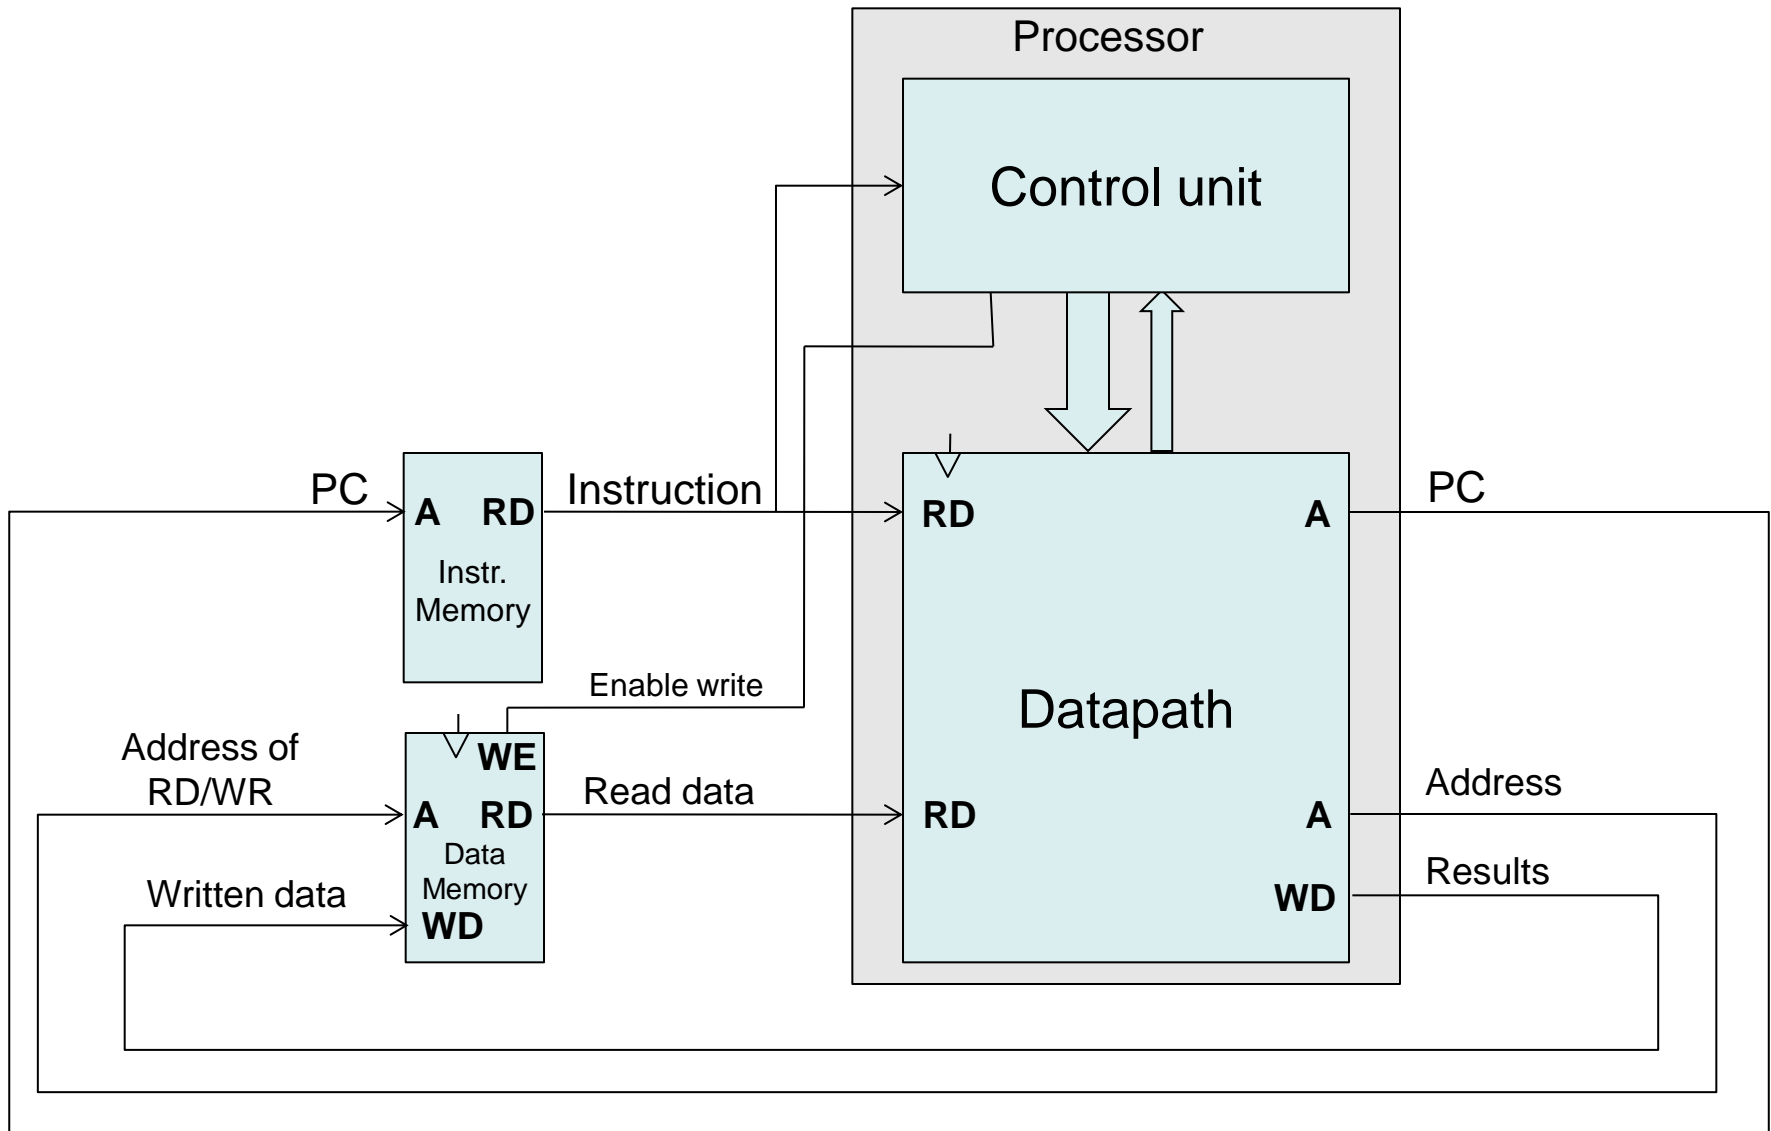 Processor
Control unit
PC
Instruction
PC
A RD
RD A
Instr.
Memory
Enable write
Datapath
Address of
RD/WR
WE
Read data
Address
A RD
RD A
Data
Memory
Written data
Results
WD
WD